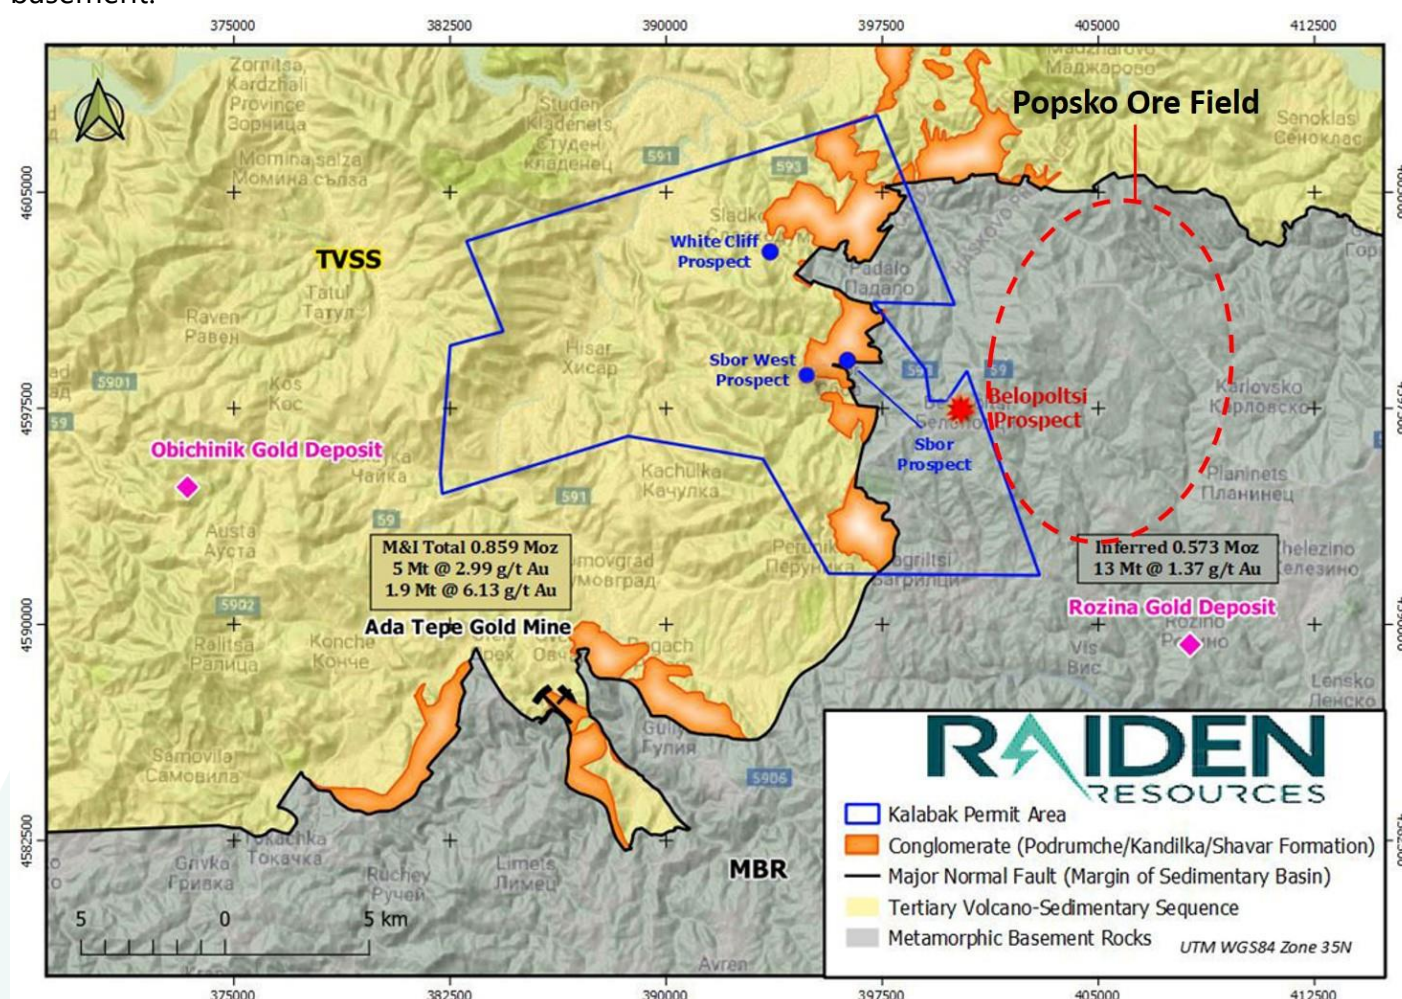 basement.
375000
382500
390000
397500
405000
412500
Маджарово
Popsko Ore Field
Zornitsa,
Kardzhali
Province
Зорница
Studen
Kladenets
Студен
кладенец
Senoklas
Сеноклас
591
593
Momina salza
Момина сълза
4605000
Sladko
White Cliff
Prospect
TVSS
Padalo
Падало
Tatul
Татул
Raven
Равен
Hisar
Хисар
Sbor West
Prospect
59
5901
Kos
Кос
Karlovsko
Карловско
Belopoltsi
Prospect
4597500
59
Sbor
Prospect
Obichinik Gold Deposit
Чайка
Kachulka
Качулка
Planinets
Планинец
591
59
Austa
Ауста
M&I Total 0.859 Moz
5 Mt @ 2.99 g/t Au
1.9 Mt @ 6.13 g/t Au
Inferred 0.573 Moz
13 Mt @ 1.37 g/t Au
5902
Rozina Gold Deposit
Ada Tepe Gold Mine
4590000
Ralitsa
Ралица
Konche
Конче
Vis
Вис
Lensko
Ленско
Guliya
Гулия
RAIDEN
RESOURCES
Samovila
Самовила
5906
Kalabak Permit Area
Conglomerate (Podrumche/Kandilka/Shavar Formation)
Major Normal Fault (Margin of Sedimentary Basin)
Tertiary Volcano-Sedimentary Sequence
Metamorphic Basement Rocks
UTM WGS84 Zone 35N
4582500
Tokachka
Токачка
Grivka
Гривка
Ruchey
Ручей
Limets
Лимец
MBR
5 0 5 km
Avren
375000
382500
390000
397500
405000
412500